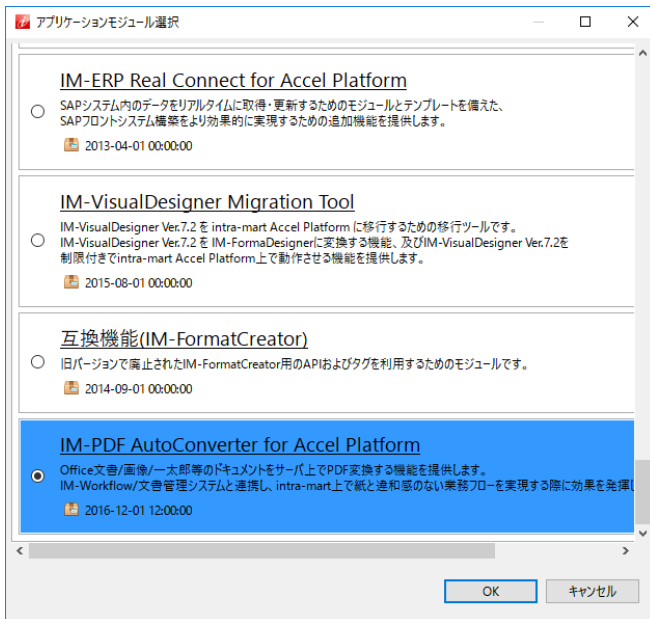 アプリケーションモジュール選択
IM-ERP Real Connect for Accel Platform
SAPシステム内のデータをリアルタイムに取得・更新するためのモジュールとテンプレートを備えた、
SAPフロントシステム構築をより効果的に実現するための追加機能を提供します。
2013-04-01 00:00:00
IM-VisualDesigner Migration Tool
IM-VisualDesigner Ver.7.2 を intra-mart Accel Platform に移行するための移行ツールです。
IM-VisualDesigner Ver.7.2 を IM-FormaDesignerに変換する機能、及びIM-VisualDesigner Ver.7.2を
制限付きでintra-mart Accel Platform上で動作させる機能を提供します。
2015-08-01 00:00:00
互換機能(IM-FormatCreator)
旧バージョンで廃止されたIM-FormatCreator用のAPIおよびタグを利用するためのモジュールです。
2014-09-01 00:00:00
IM-PDF AutoConverter for Accel Platform
Office文書/画像/一太郎等のドキュメントをサーバ上でPDF変換する機能を提供します。
IM-Workflow/文書管理システムと連携し、intra-mart上で紙と違和感のない業務フローを実現する際に効果を発揮し
2016-12-01 12:00:00
OK
キャンセル